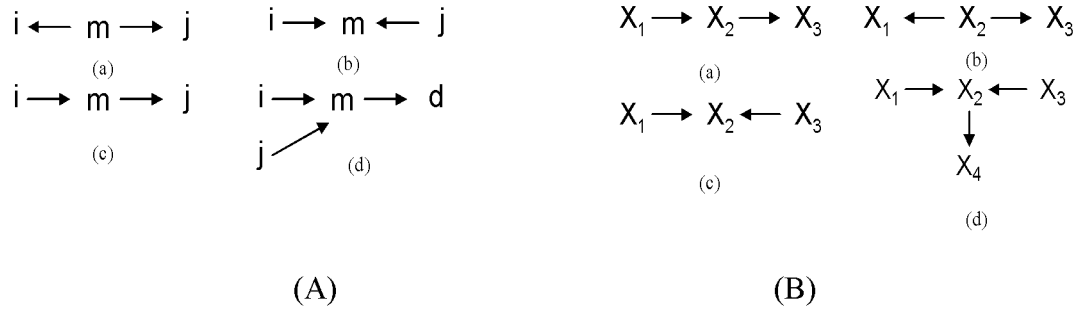 i m j
(a)
i m j
(b)
i m j
(c)
i m d
j
(d)
(A)
X₁ X₂ X₃
(a)
X₁ X₂ X₃
(b)
X₁ X₂ X₃
(c)
X₁ X₂ X₃
X₄
(d)
(B)